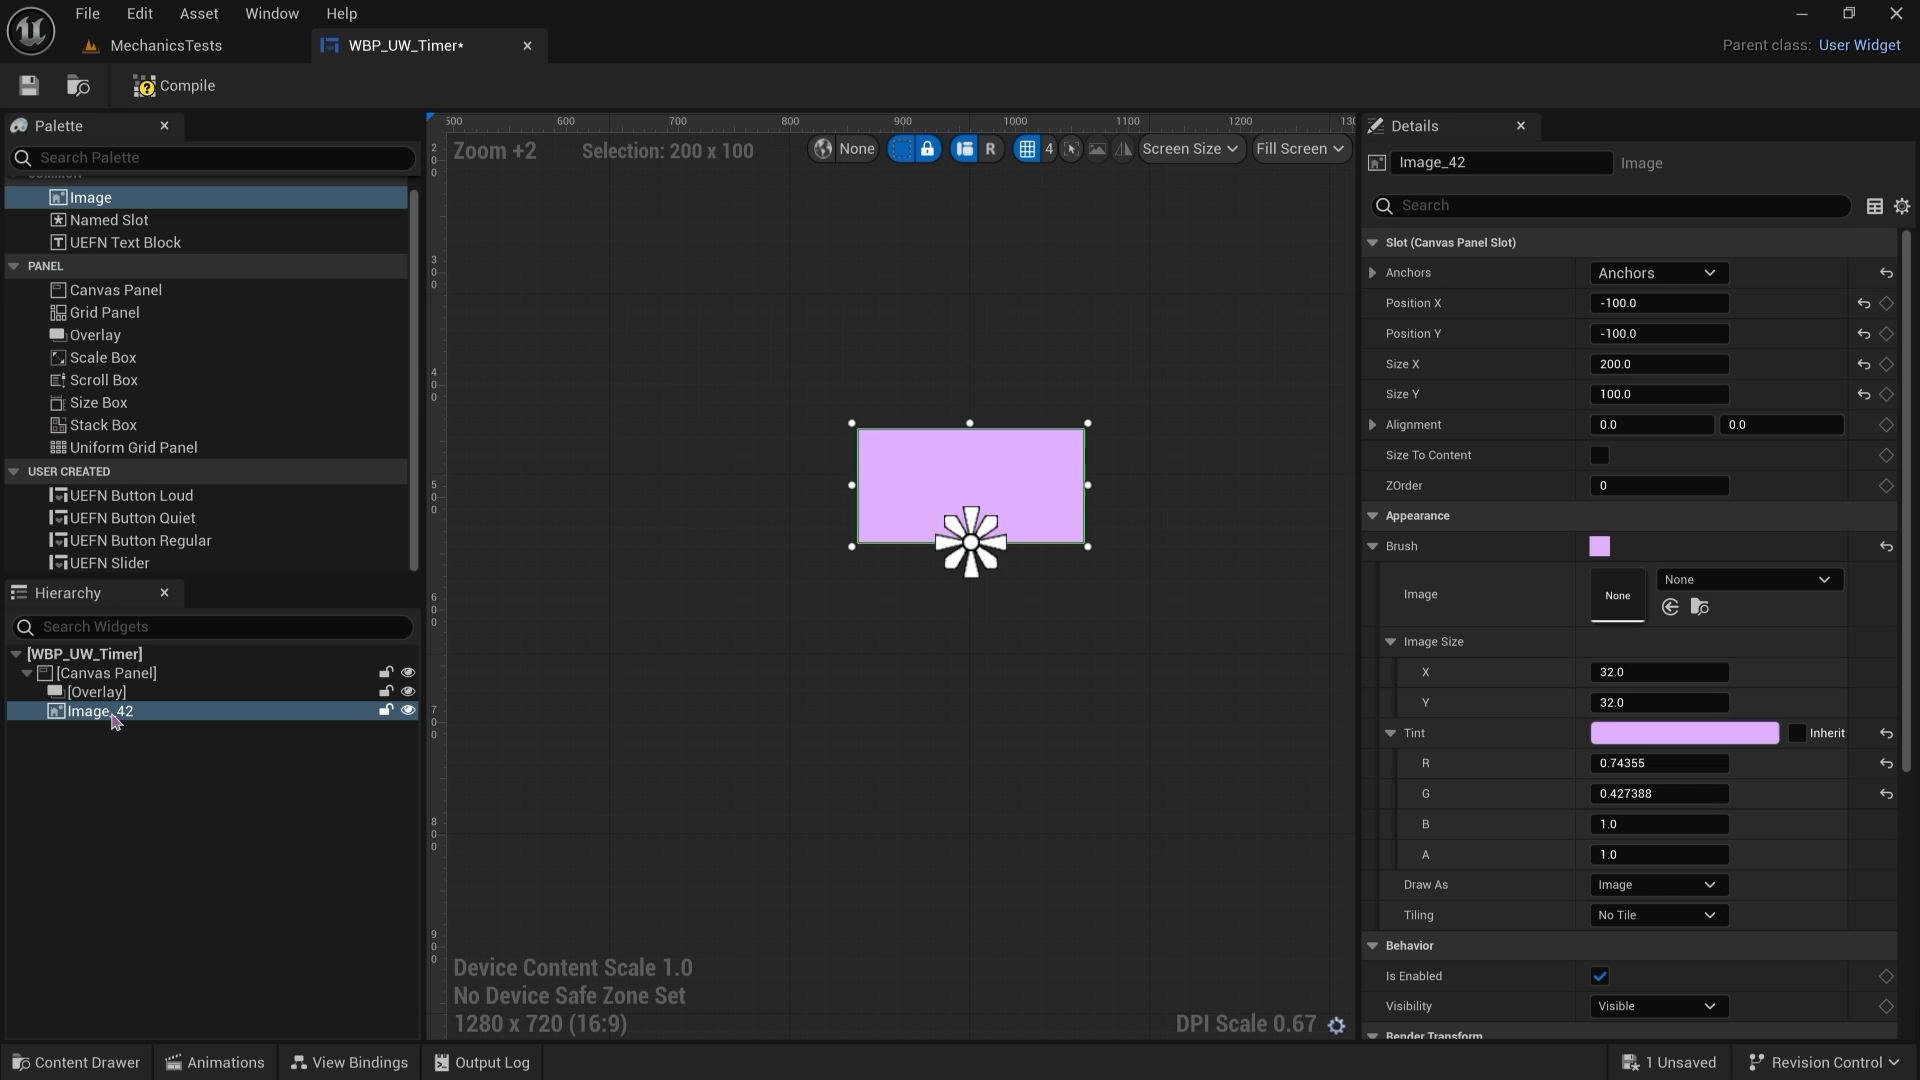 File Edit Asset Window Help
MechanicsTests
WBP_UW_Timer*
Parent class: User Widget
Compile
Palette
Search Palette
Image
Named Slot
UEFN Text Block
PANEL
Canvas Panel
Grid Panel
Overlay
Scale Box
Scroll Box
Size Box
Stack Box
Uniform Grid Panel
USER CREATED
UEFN Button Loud
UEFN Button Quiet
UEFN Button Regular
UEFN Slider
Hierarchy
Search Widgets
[WBP_UW_Timer]
[Canvas Panel]
[Overlay]
Image_42
500 600 700 800 900 1000 1100 1200 1300
Zoom +2
Selection: 200 x 100
None
R
4
Screen Size
Fill Screen
200
300
400
500
600
700
800
900
Device Content Scale 1.0
No Device Safe Zone Set
1280 x 720 (16:9)
DPI Scale 0.67
Details
Image_42 Image
Search
Slot (Canvas Panel Slot)
Anchors Anchors
Position X -100.0
Position Y -100.0
Size X 200.0
Size Y 100.0
Alignment 0.0 0.0
Size To Content
ZOrder 0
Appearance
Brush
Image None None
Image Size
X 32.0
Y 32.0
Tint Inherit
R 0.74355
G 0.427388
B 1.0
A 1.0
Draw As Image
Tiling No Tile
Behavior
Is Enabled
Visibility Visible
Render Transform
Content Drawer Animations View Bindings Output Log
1 Unsaved Revision Control